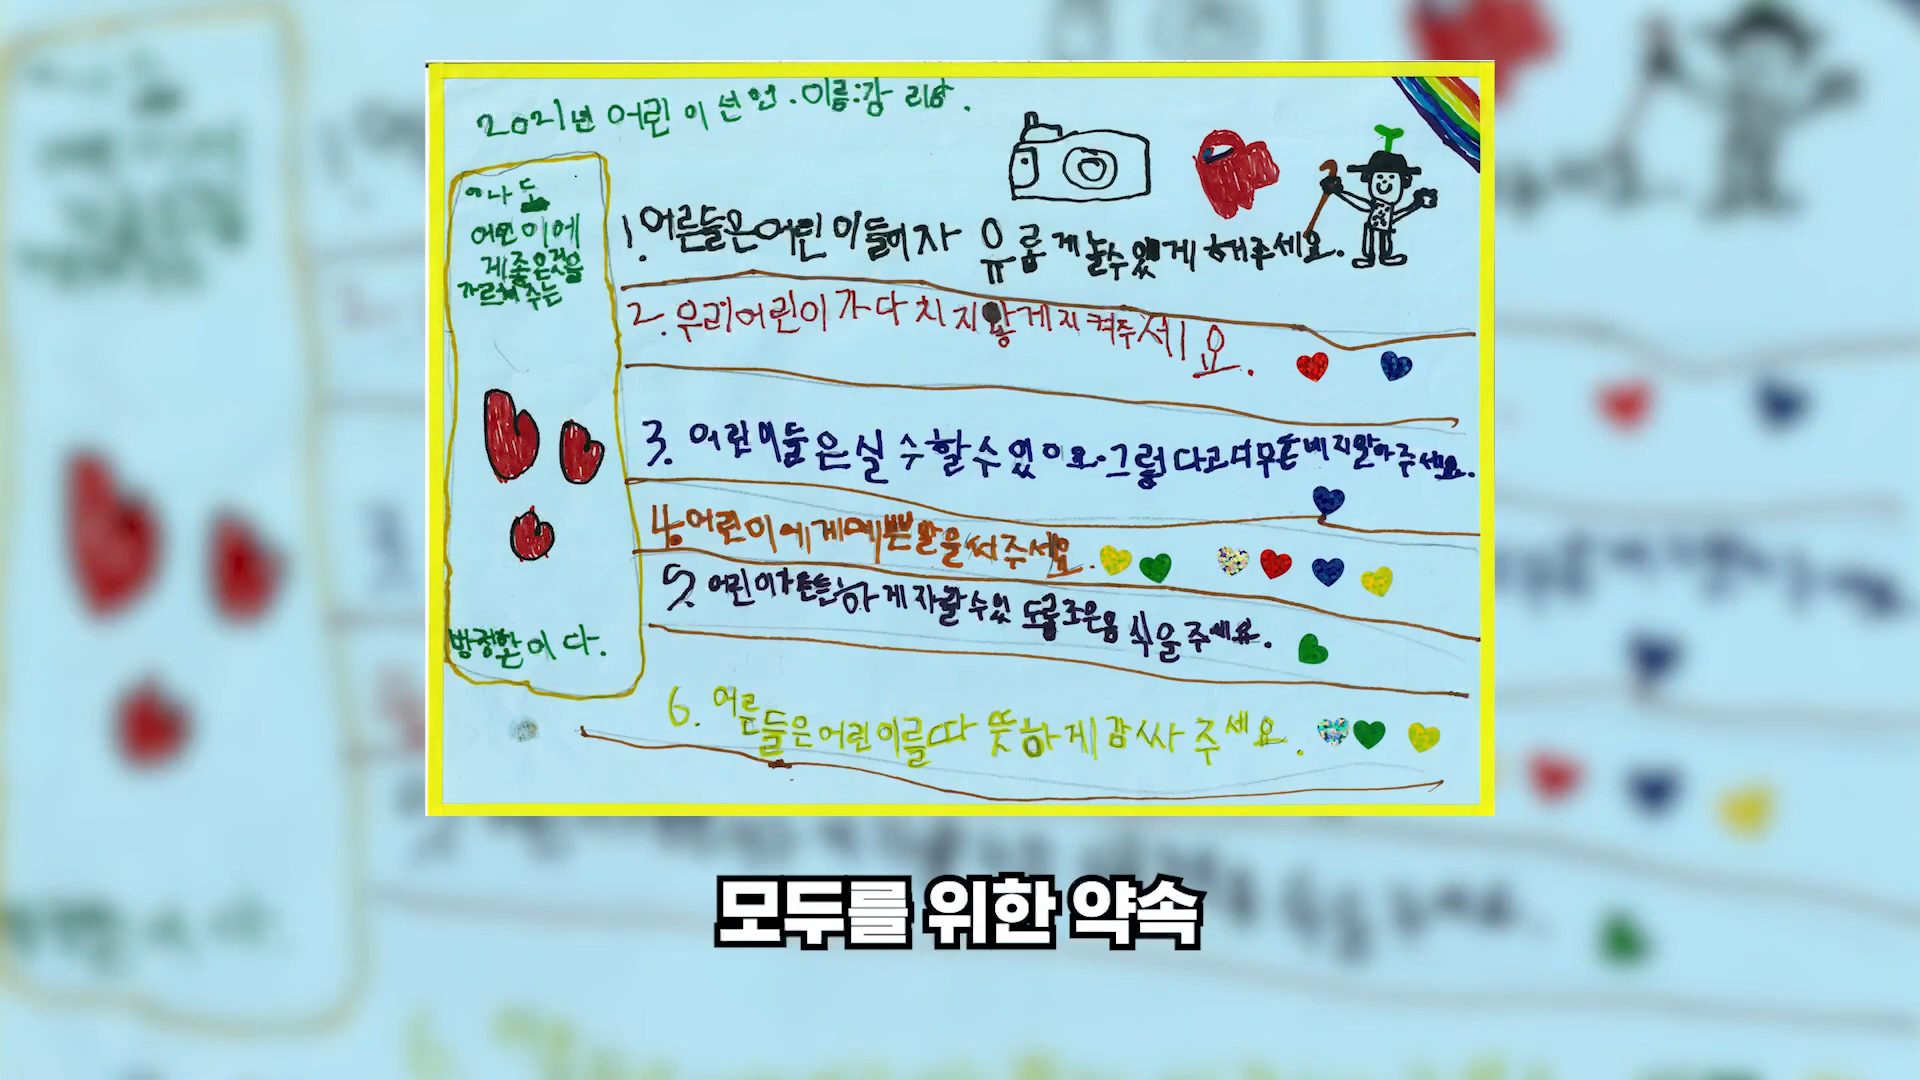 2021년 어린이 선언. 이름:강 리남.
나도
어린이에
게 좋은것을
가르쳐 주는
방정환 이 다.
1. 어른들은 어린이들이 자유롭게 놀수 있게 해주세요.
2. 우리 어린이가 다치지 않게 지켜주세요.
3. 어린이들은 실수할 수 있어요. 그렇다고 너무 혼내지 말아주세요.
4. 어린이에게 예쁜말을 써주세요.
5. 어린이가 튼튼하게 자랄 수 있도록 좋은 음식을 주세요.
6. 어른들은 어린이를 따뜻하게 감싸 주세요.
모두를 위한 약속